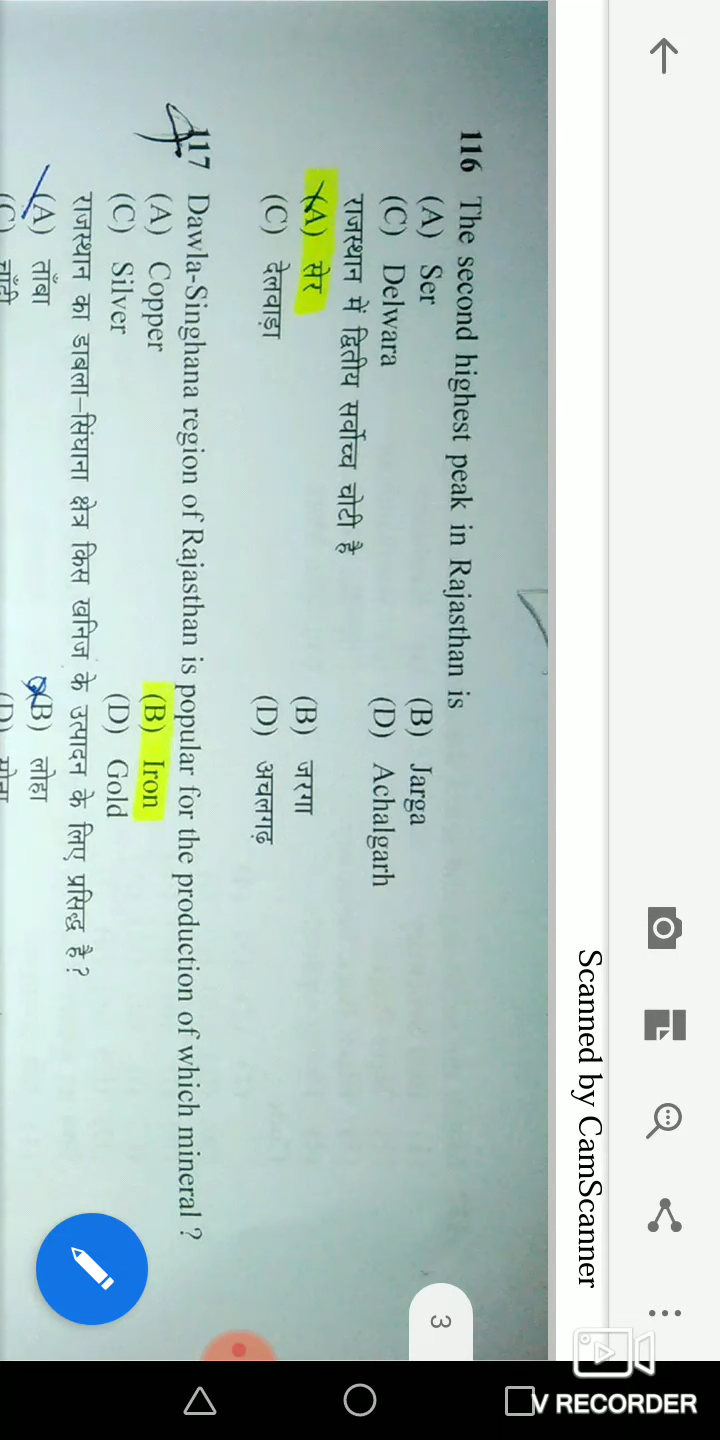 Scanned by CamScanner
116 The second highest peak in Rajasthan is
(A) Ser (B) Jarga
(C) Delwara (D) Achalgarh
राजस्थान में द्वितीय सर्वोच्च चोटी है
(A) सेर (B) जरगा
(C) देलवाड़ा (D) अचलगढ़
117 Dawla-Singhana region of Rajasthan is popular for the production of which mineral ?
(A) Copper (B) Iron
(C) Silver (D) Gold
राजस्थान का डाबला–सिंघाना क्षेत्र किस खनिज के उत्पादन के लिए प्रसिद्ध है ?
(A) ताँबा (B) लोहा
(C) चाँदी (D) सोना
3
V RECORDER